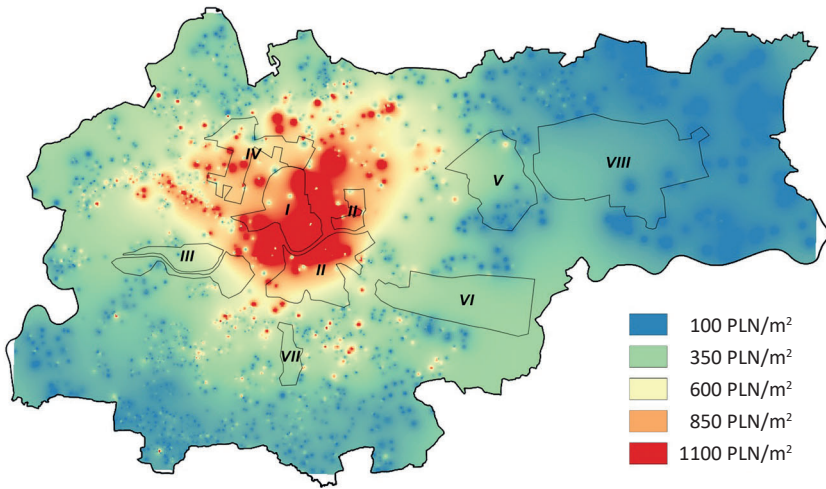 IV
V
VIII
I
II
III
II
VI
VII
100 PLN/m²
350 PLN/m²
600 PLN/m²
850 PLN/m²
1100 PLN/m²